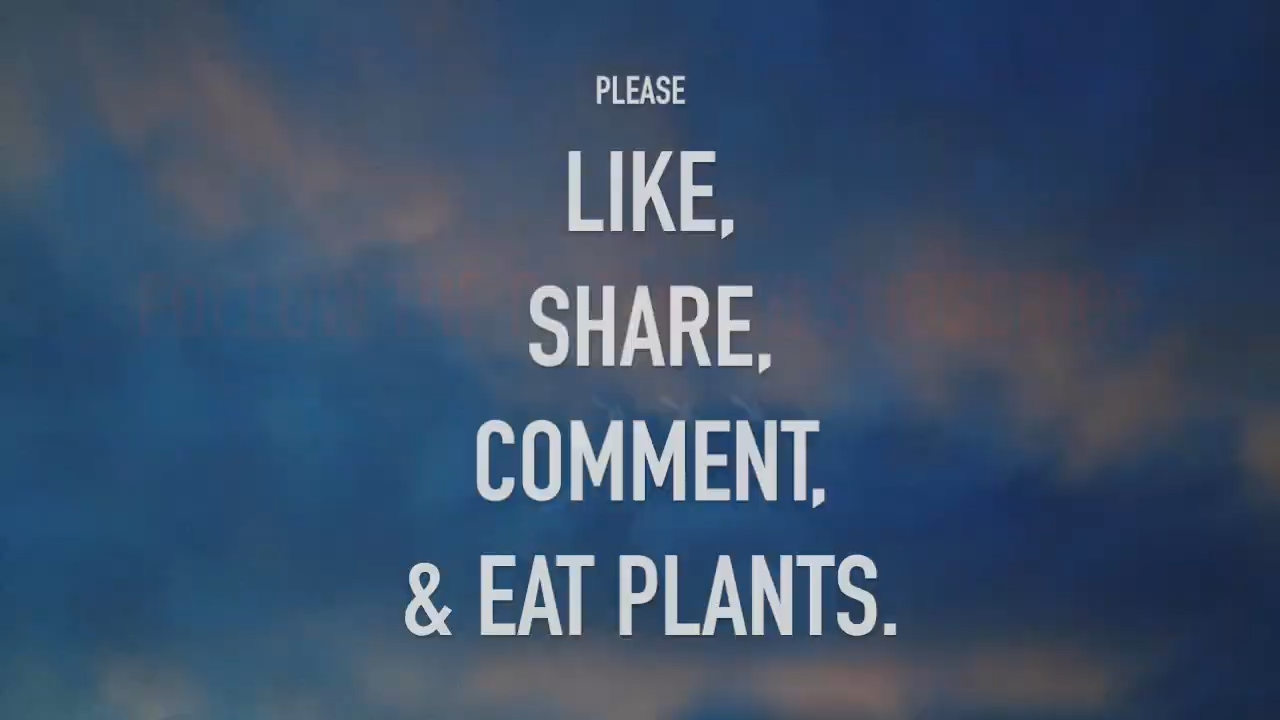 PLEASE
LIKE,
SHARE,
COMMENT,
& EAT PLANTS.